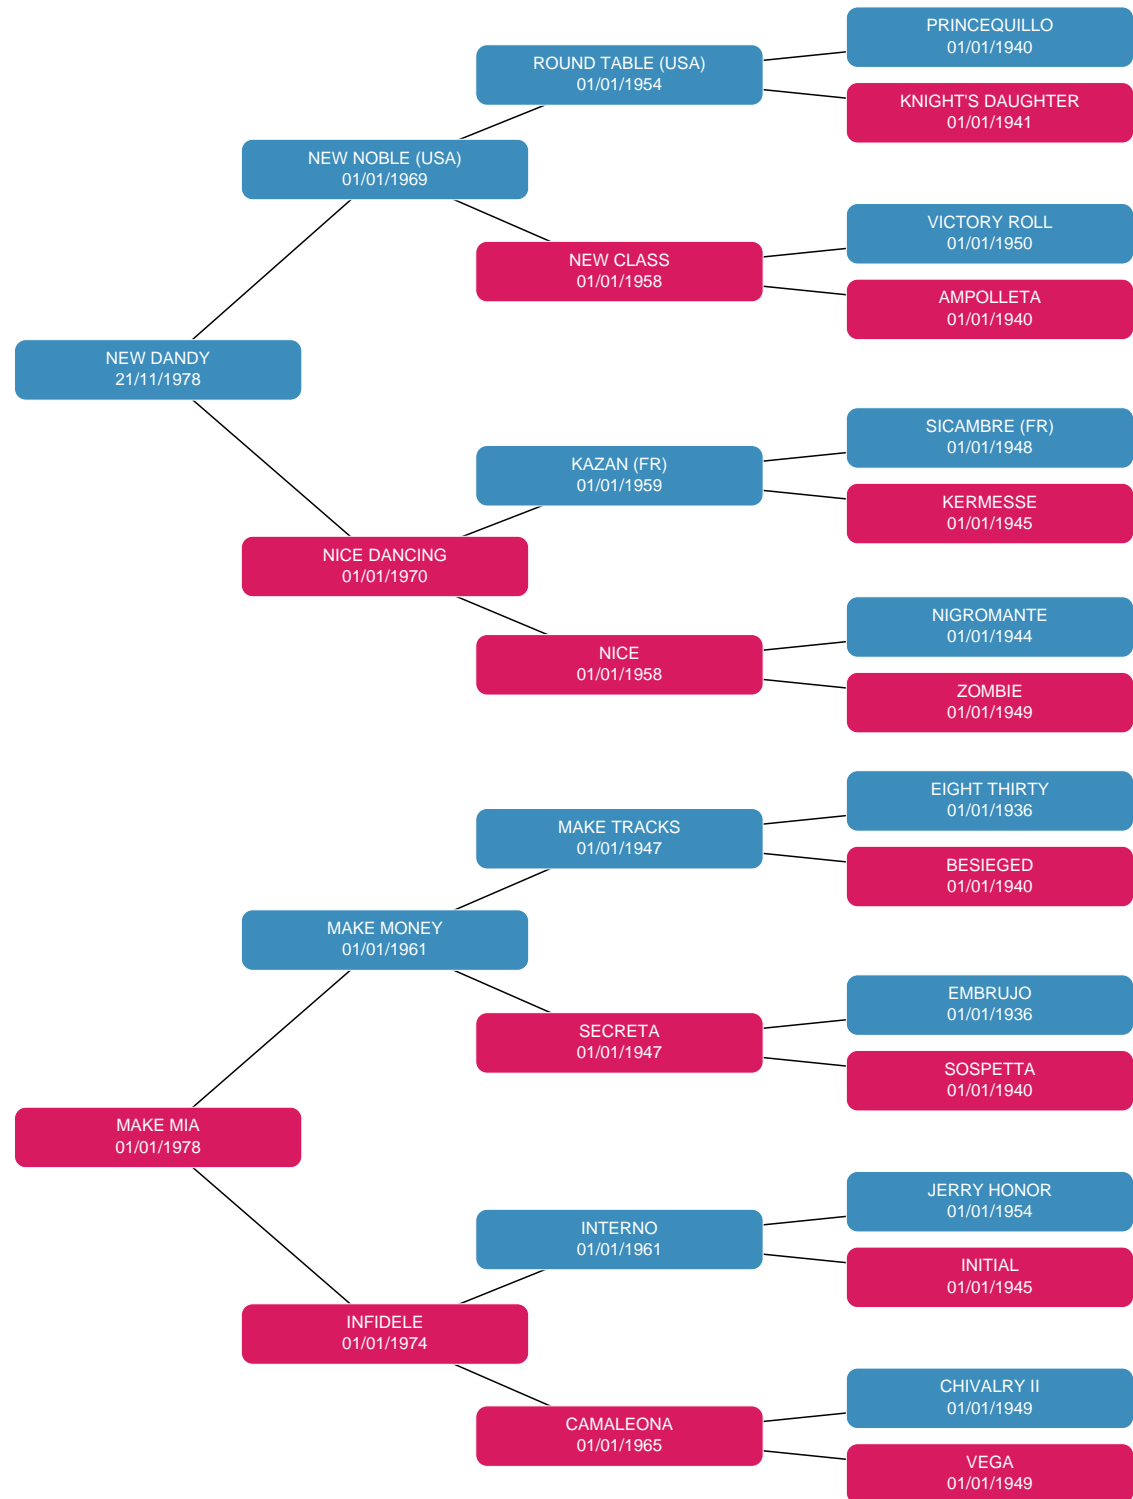 PRINCEQUILLO
01/01/1940
ROUND TABLE (USA)
01/01/1954
KNIGHT'S DAUGHTER
01/01/1941
NEW NOBLE (USA)
01/01/1969
VICTORY ROLL
01/01/1950
NEW CLASS
01/01/1958
AMPOLLETA
01/01/1940
NEW DANDY
21/11/1978
SICAMBRE (FR)
01/01/1948
KAZAN (FR)
01/01/1959
KERMESSE
01/01/1945
NICE DANCING
01/01/1970
NIGROMANTE
01/01/1944
NICE
01/01/1958
ZOMBIE
01/01/1949
EIGHT THIRTY
01/01/1936
MAKE TRACKS
01/01/1947
BESIEGED
01/01/1940
MAKE MONEY
01/01/1961
EMBRUJO
01/01/1936
SECRETA
01/01/1947
SOSPETTA
01/01/1940
MAKE MIA
01/01/1978
JERRY HONOR
01/01/1954
INTERNO
01/01/1961
INITIAL
01/01/1945
INFIDELE
01/01/1974
CHIVALRY II
01/01/1949
CAMALEONA
01/01/1965
VEGA
01/01/1949